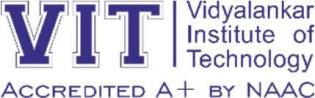 VIT
Vidyalankar
Institute of
Technology
ACCREDITED A+ BY NAAC